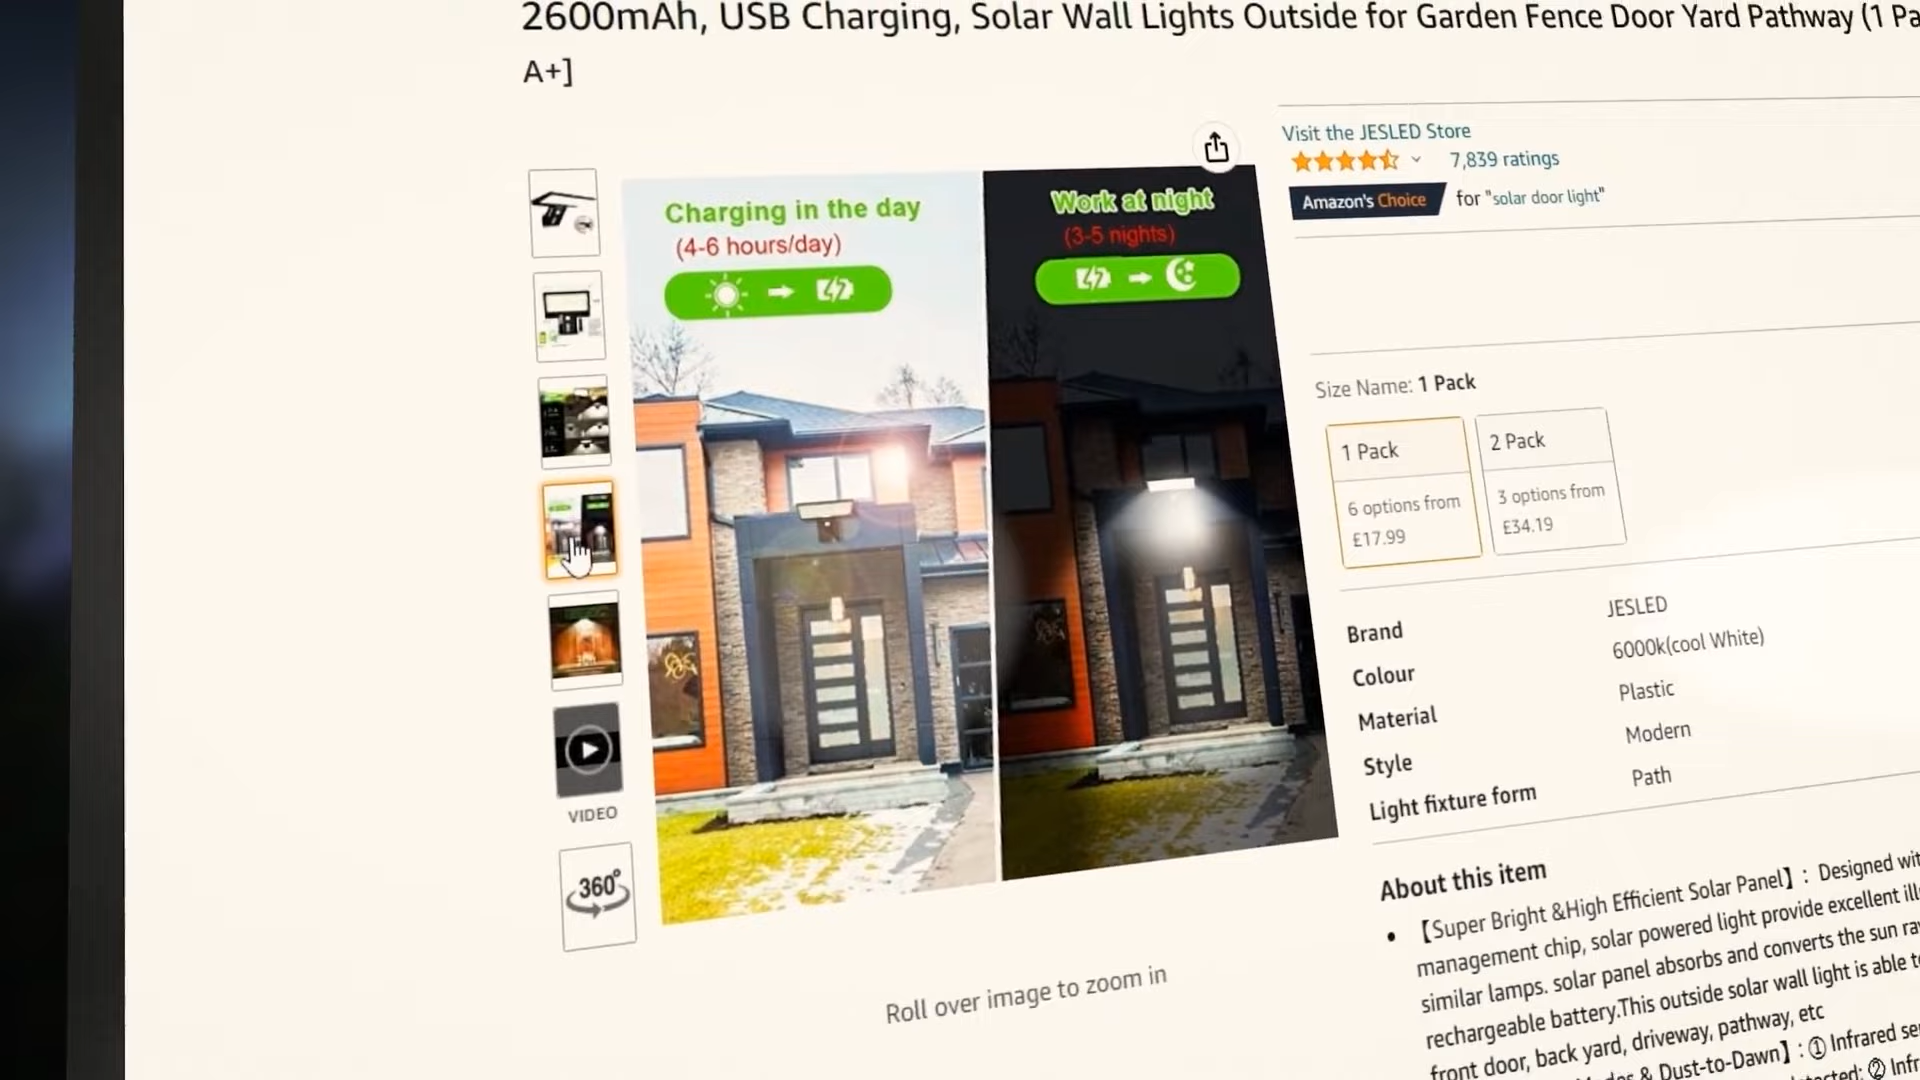 2600mAh, USB Charging, Solar Wall Lights Outside for Garden Fence Door Yard Pathway (1
A+]
Visit the JESLED Store
7,839 ratings
Amazon's Choice for "solar door light"
Charging in the day
(4-6 hours/day)
Work at night
(3-5 nights)
Size Name: 1 Pack
1 Pack
6 options from
£17.99
2 Pack
3 options from
£34.19
Brand JESLED
Colour 6000k(cool White)
Material Plastic
Style Modern
Light fixture form Path
VIDEO
360°
Roll over image to zoom in
About this item
• 【Super Bright &High Efficient Solar Panel】: Designed
management chip, solar powered light provide excellent
similar lamps. solar panel absorbs and converts the sun
rechargeable battery.This outside solar wall light is able
front door, back yard, driveway, pathway, etc
& Dust-to-Dawn】: ① Infrared
②